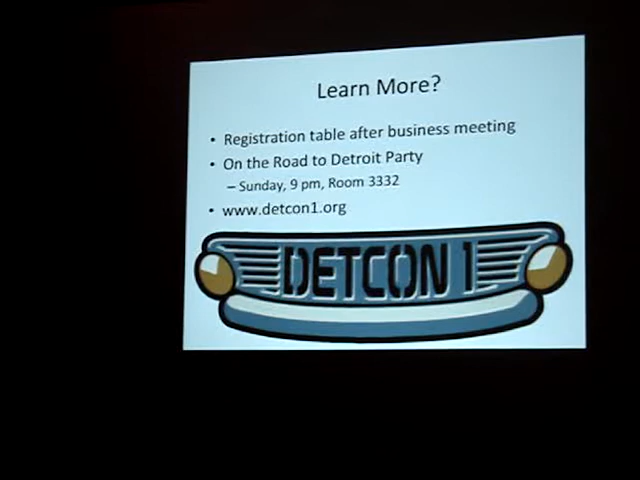 Learn More?
• Registration table after business meeting
• On the Road to Detroit Party
– Sunday, 9 pm, Room 3332
• www.detcon1.org
DETCON 1